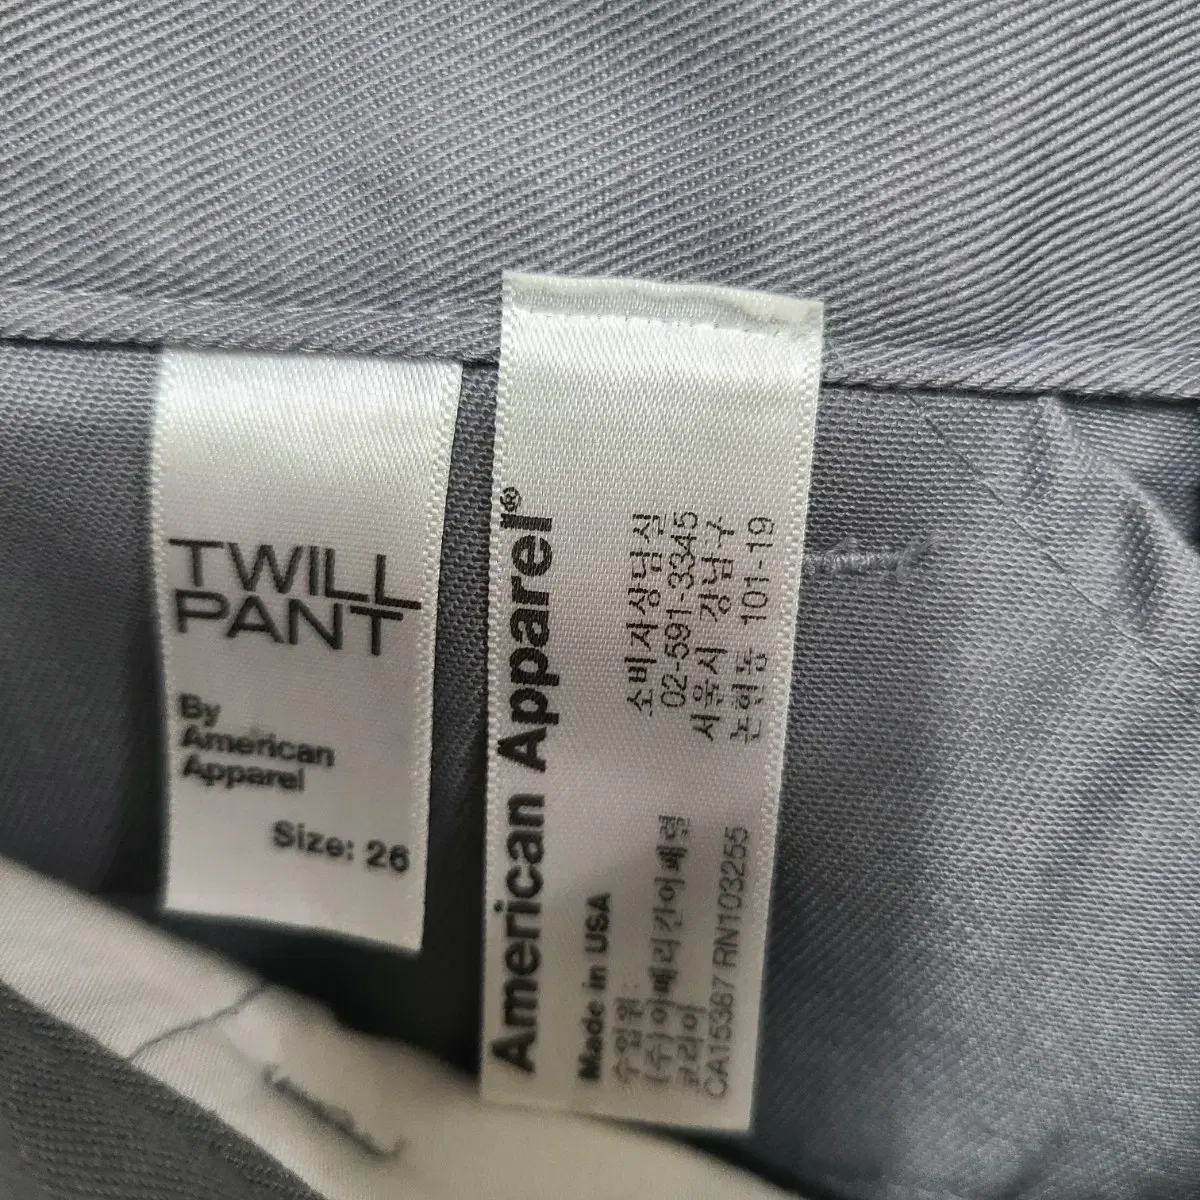 TWILL
PANT
By
American
Apparel
Size: 26
American Apparel®
Made in USA
수입원:
(주)아메리칸어패럴
코리아
CA15387 RN103255
소비자상담실
02-591-3345
서울시 강남구
논현동 101-19